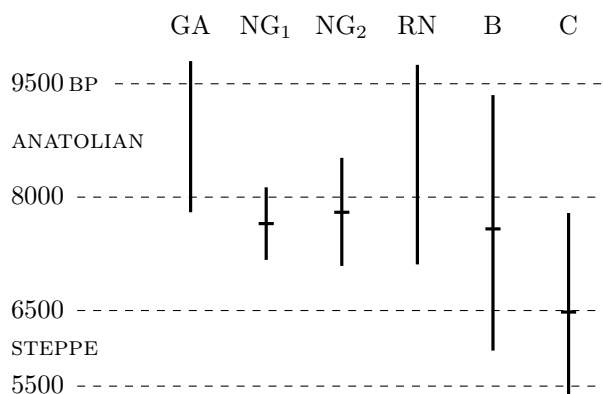 GA NG₁ NG₂ RN B C
9500 BP
ANATOLIAN
8000
6500
STEPPE
5500